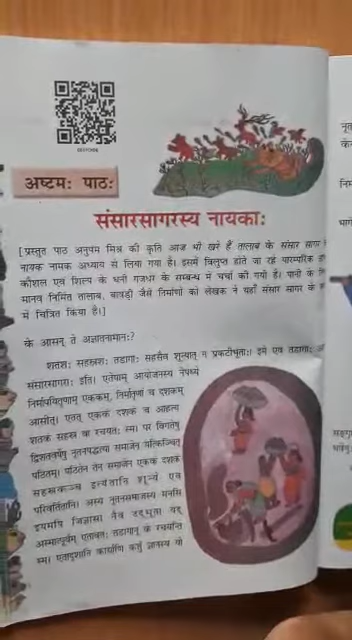 अष्टमः पाठः
संसारसागरस्य नायकाः
[प्रस्तुत पाठ अनुपम मिश्र की कृति आज भी खरे हैं तालाब के संसार सागर
नायक नामक अध्याय से लिया गया है। इसमें विलुप्त होते जा रहे पारम्परिक
कौशल एवं शिल्प के धनी गजधर के सम्बन्ध में चर्चा की गयी है। पानी के
मानव निर्मित तालाब, बावड़ी जैसे निर्माणों को लेखक ने यहाँ संसार सागर के
में चित्रित किया है।]
के आसन् ते अज्ञातनामानः?
शतशः सहस्रशः तडागाः सहसैव शून्यात् न प्रकटीभूताः। इमे एव तडागाः
संसारसागराः इति। एतेषाम् आयोजनस्य नेपथ्ये
निर्मापयितॄणाम् एककम्, निर्मातॄणां च दशकम्
आसीत्। एतत् एककं दशकं च आहत्य
शतकं सहस्रं वा रचयतः स्म। परं विगतेषु
द्विशतवर्षेषु नूतनपद्धत्या समाजेन यत्किञ्चित्
पठितम्। पठितेन तेन समाजेन एककं दशकं
सहस्रकञ्च इत्येतानि शून्ये एव
परिवर्तितानि। अस्य नूतनसमाजस्य मनसि
इयमपि जिज्ञासा नैव उद्भूता यद्
अस्मात्पूर्वम् एतावतः तडागान् के रचयन्ति
स्म। एतादृशानि कार्याणि कर्तुं ज्ञानस्य यो